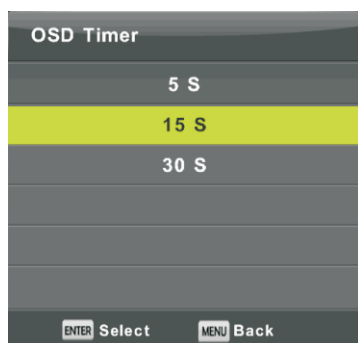 OSD Timer
5 S
15 S
30 S
ENTER Select MENU Back